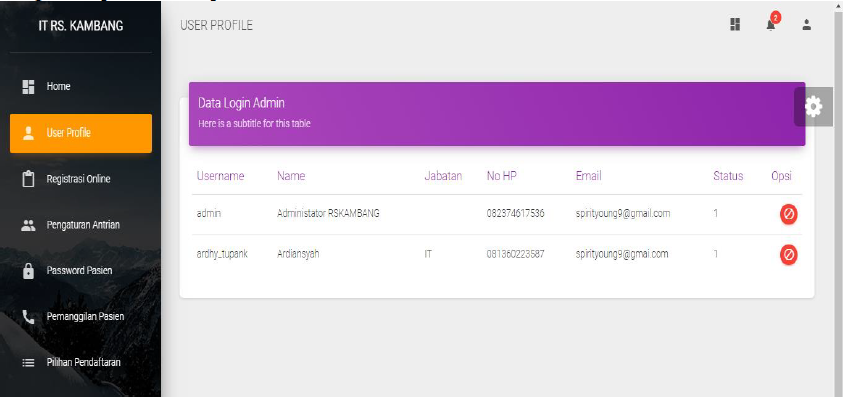 IT RS. KAMBANG
Home
User Profile
Registrasi Online
Pengaturan Antrian
Password Pasien
Pemanggilan Pasien
Pilihan Pendaftaran
USER PROFILE
2
Data Login Admin
Here is a subtitle for this table
Username Name Jabatan No HP Email Status Opsi
admin Administator RSKAMBANG 082374617536 spirityoung9@gmail.com 1
ardhy_tupank Ardiansyah IT 081360223587 spirityoung9@gmai.com 1